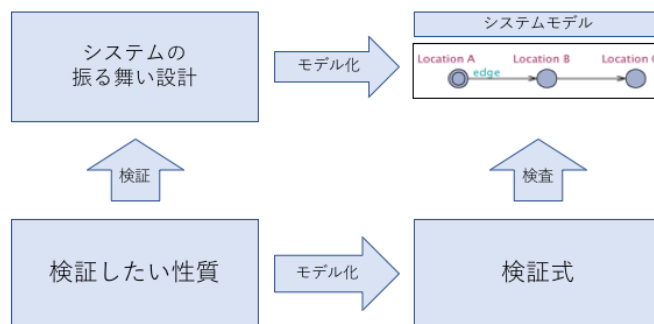 システムの
振る舞い設計
モデル化
システムモデル
Location A
Location B
Location C
edge
検証
検査
検証したい性質
モデル化
検証式